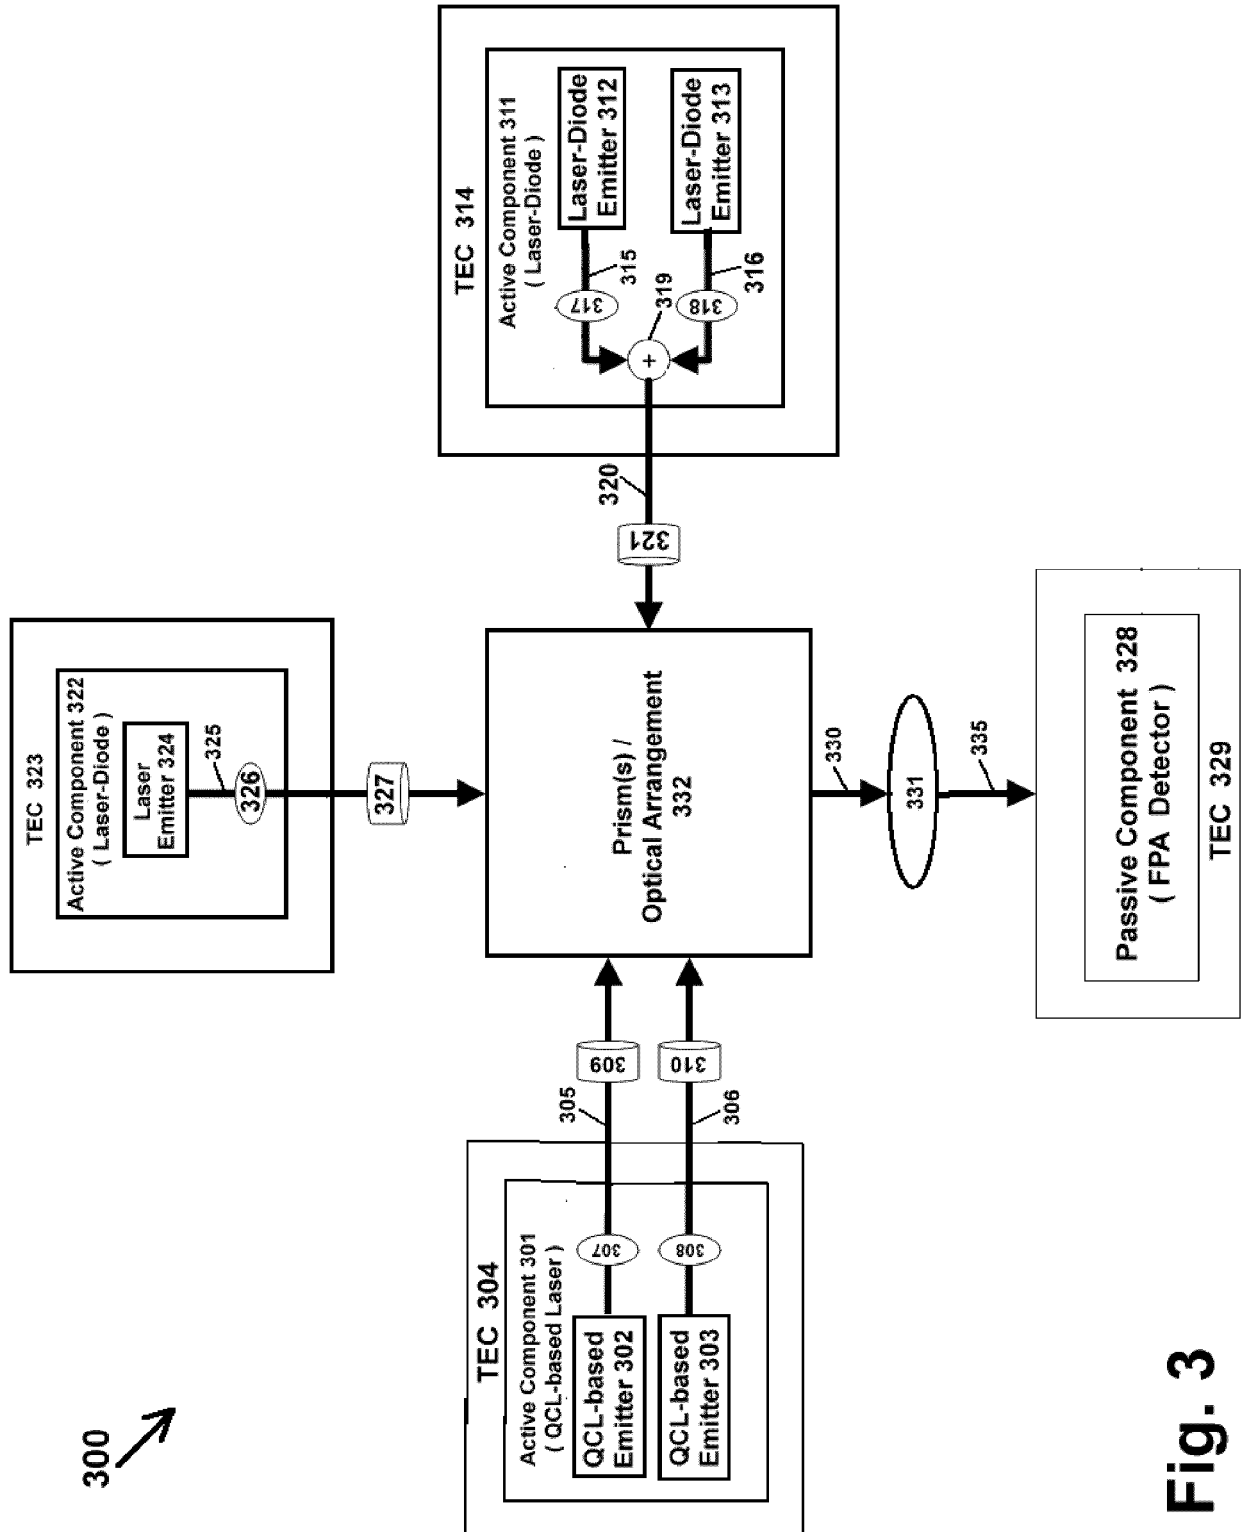 300
TEC 323
Active Component 322
( Laser-Diode )
Laser
Emitter 324
325
326
327
TEC 304
Active Component 301
( QCL-based Laser )
QCL-based
Emitter 302
QCL-based
Emitter 303
307
308
305
306
309
310
Prism(s) /
Optical Arrangement
332
TEC 314
Active Component 311
( Laser-Diode )
Laser-Diode
Emitter 312
Laser-Diode
Emitter 313
315
316
317
318
319
+
320
321
330
331
335
Passive Component 328
( FPA Detector )
TEC 329
Fig. 3